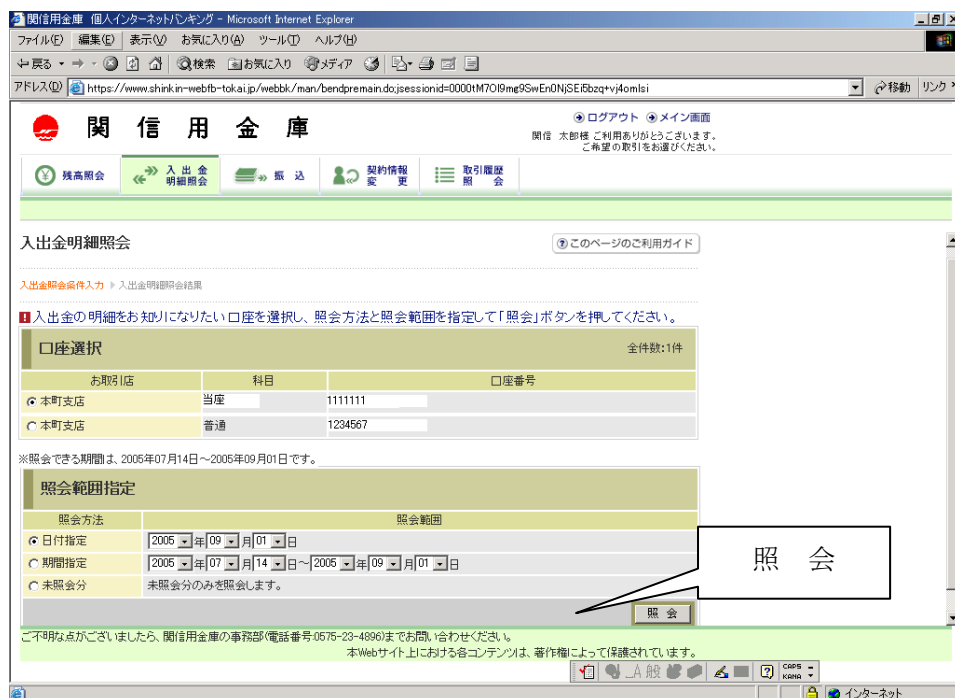 関信用金庫 個人インターネットバンキング - Microsoft Internet Explorer
ファイル(F) 編集(E) 表示(V) お気に入り(A) ツール(T) ヘルプ(H)
戻る 検索 お気に入り メディア
アドレス(D) https://www.shinkin-webfb-tokai.jp/webbk/man/bendpremain.do;jsessionid=0000tM7OI9mg9SwEn0NjSEi5bzq+vj4omlsi 移動 リンク
関 信 用 金 庫
ログアウト メイン画面
関信 太郎様 ご利用ありがとうございます。
ご希望の取引をお選びください。
残高照会 入出金明細照会 振 込 契約情報変更 取引履歴照会
入出金明細照会
?このページのご利用ガイド
入出金照会条件入力 入出金明細照会結果
入出金の明細をお知りになりたい口座を選択し、照会方法と照会範囲を指定して「照会」ボタンを押してください。
口座選択 全件数:1件
お取引店 科目 口座番号
本町支店 当座 1111111
本町支店 普通 1234567
※照会できる期間は、2005年07月14日～2005年09月01日です。
照会範囲指定
照会方法 照会範囲
日付指定 2005 年 09 月 01 日
期間指定 2005 年 07 月 14 日～ 2005 年 09 月 01 日
未照会分 未照会分のみを照会します。
照 会
照 会
ご不明な点がございましたら、関信用金庫の事務部(電話番号:0575-23-4896)までお問い合わせください。
本Webサイト上における各コンテンツは、著作権によって保護されています。
A 般 CAPS
KANA
インターネット